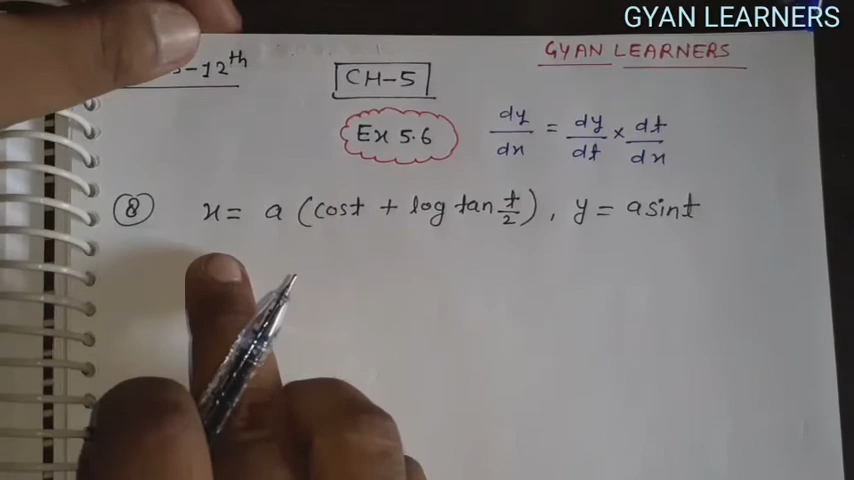 GYAN LEARNERS
GYAN LEARNERS
-12th
CH-5
Ex 5.6
dy/dx = dy/dt × dt/dx
8 x = a (cost + log tan t/2), y = asint